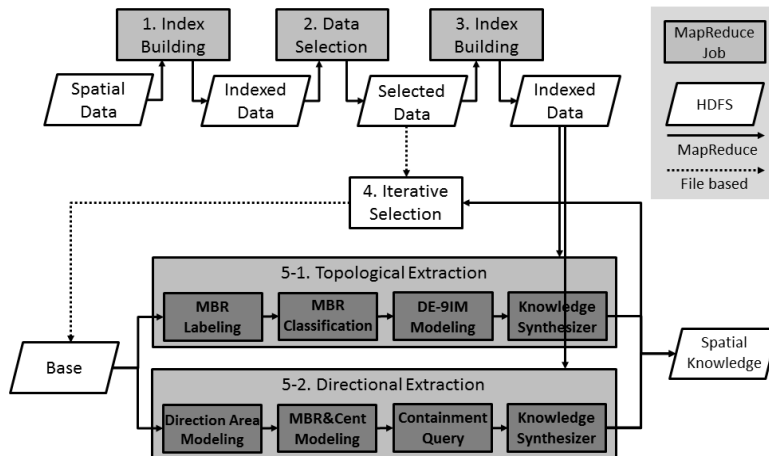 1. Index
Building
2. Data
Selection
3. Index
Building
Spatial
Data
Indexed
Data
Selected
Data
Indexed
Data
MapReduce
Job
HDFS
MapReduce
File based
4. Iterative
Selection
5-1. Topological Extraction
MBR
Labeling
MBR
Classification
DE-9IM
Modeling
Knowledge
Synthesizer
Base
Spatial
Knowledge
5-2. Directional Extraction
Direction Area
Modeling
MBR&Cent
Modeling
Containment
Query
Knowledge
Synthesizer